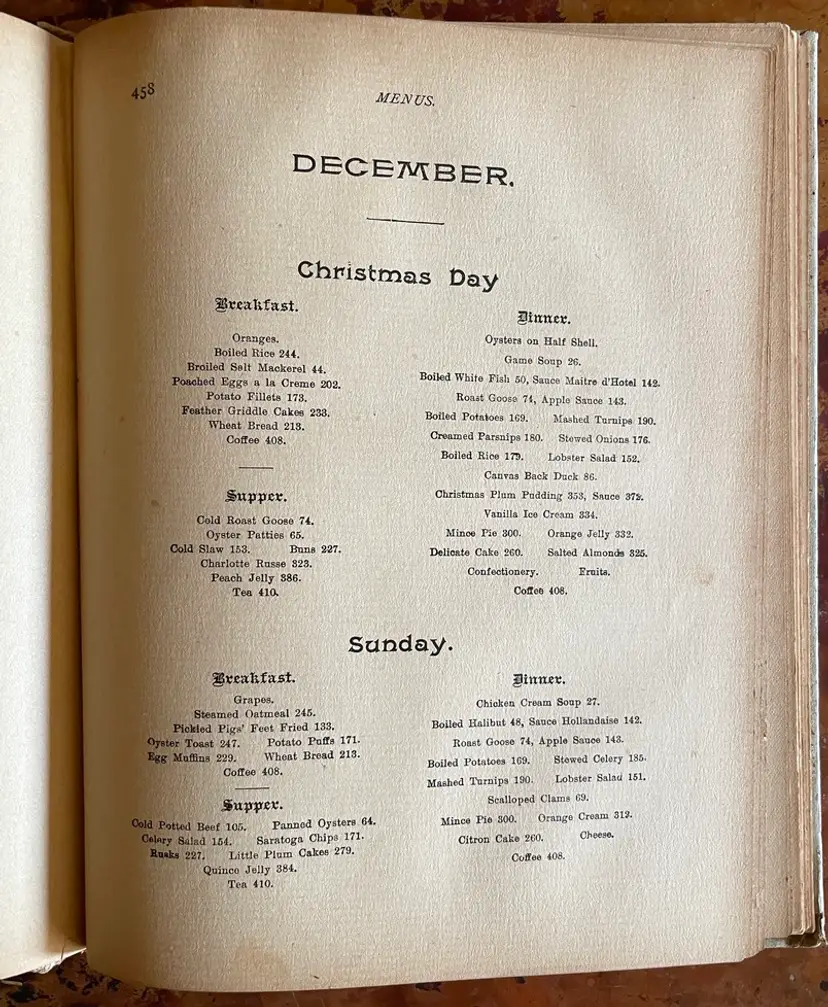 458
MENUS.
DECEMBER.
Christmas Day
Breakfast.
Oranges.
Boiled Rice 244.
Broiled Salt Mackerel 44.
Poached Eggs a la Creme 202.
Potato Fillets 173.
Feather Griddle Cakes 233.
Wheat Bread 213.
Coffee 408.
Supper.
Cold Roast Goose 74.
Oyster Patties 65.
Cold Slaw 153. Buns 227.
Charlotte Russe 323.
Peach Jelly 386.
Tea 410.
Dinner.
Oysters on Half Shell.
Game Soup 26.
Boiled White Fish 50, Sauce Maitre d'Hotel 142.
Roast Goose 74, Apple Sauce 143.
Boiled Potatoes 169. Mashed Turnips 190.
Creamed Parsnips 180. Stewed Onions 176.
Boiled Rice 179. Lobster Salad 152.
Canvas Back Duck 86.
Christmas Plum Pudding 353, Sauce 372.
Vanilla Ice Cream 334.
Mince Pie 300. Orange Jelly 332.
Delicate Cake 260. Salted Almonds 325.
Confectionery. Fruits.
Coffee 408.
Sunday.
Breakfast.
Grapes.
Steamed Oatmeal 245.
Pickled Pigs' Feet Fried 133.
Oyster Toast 247. Potato Puffs 171.
Egg Muffins 229. Wheat Bread 213.
Coffee 408.
Supper.
Cold Potted Beef 105. Panned Oysters 64.
Celery Salad 154. Saratoga Chips 171.
Rusks 227. Little Plum Cakes 279.
Quince Jelly 384.
Tea 410.
Dinner.
Chicken Cream Soup 27.
Boiled Halibut 48, Sauce Hollandaise 142.
Roast Goose 74, Apple Sauce 143.
Boiled Potatoes 169. Stewed Celery 185.
Mashed Turnips 190. Lobster Salad 151.
Scalloped Clams 69.
Mince Pie 300. Orange Cream 312.
Citron Cake 260. Cheese.
Coffee 408.